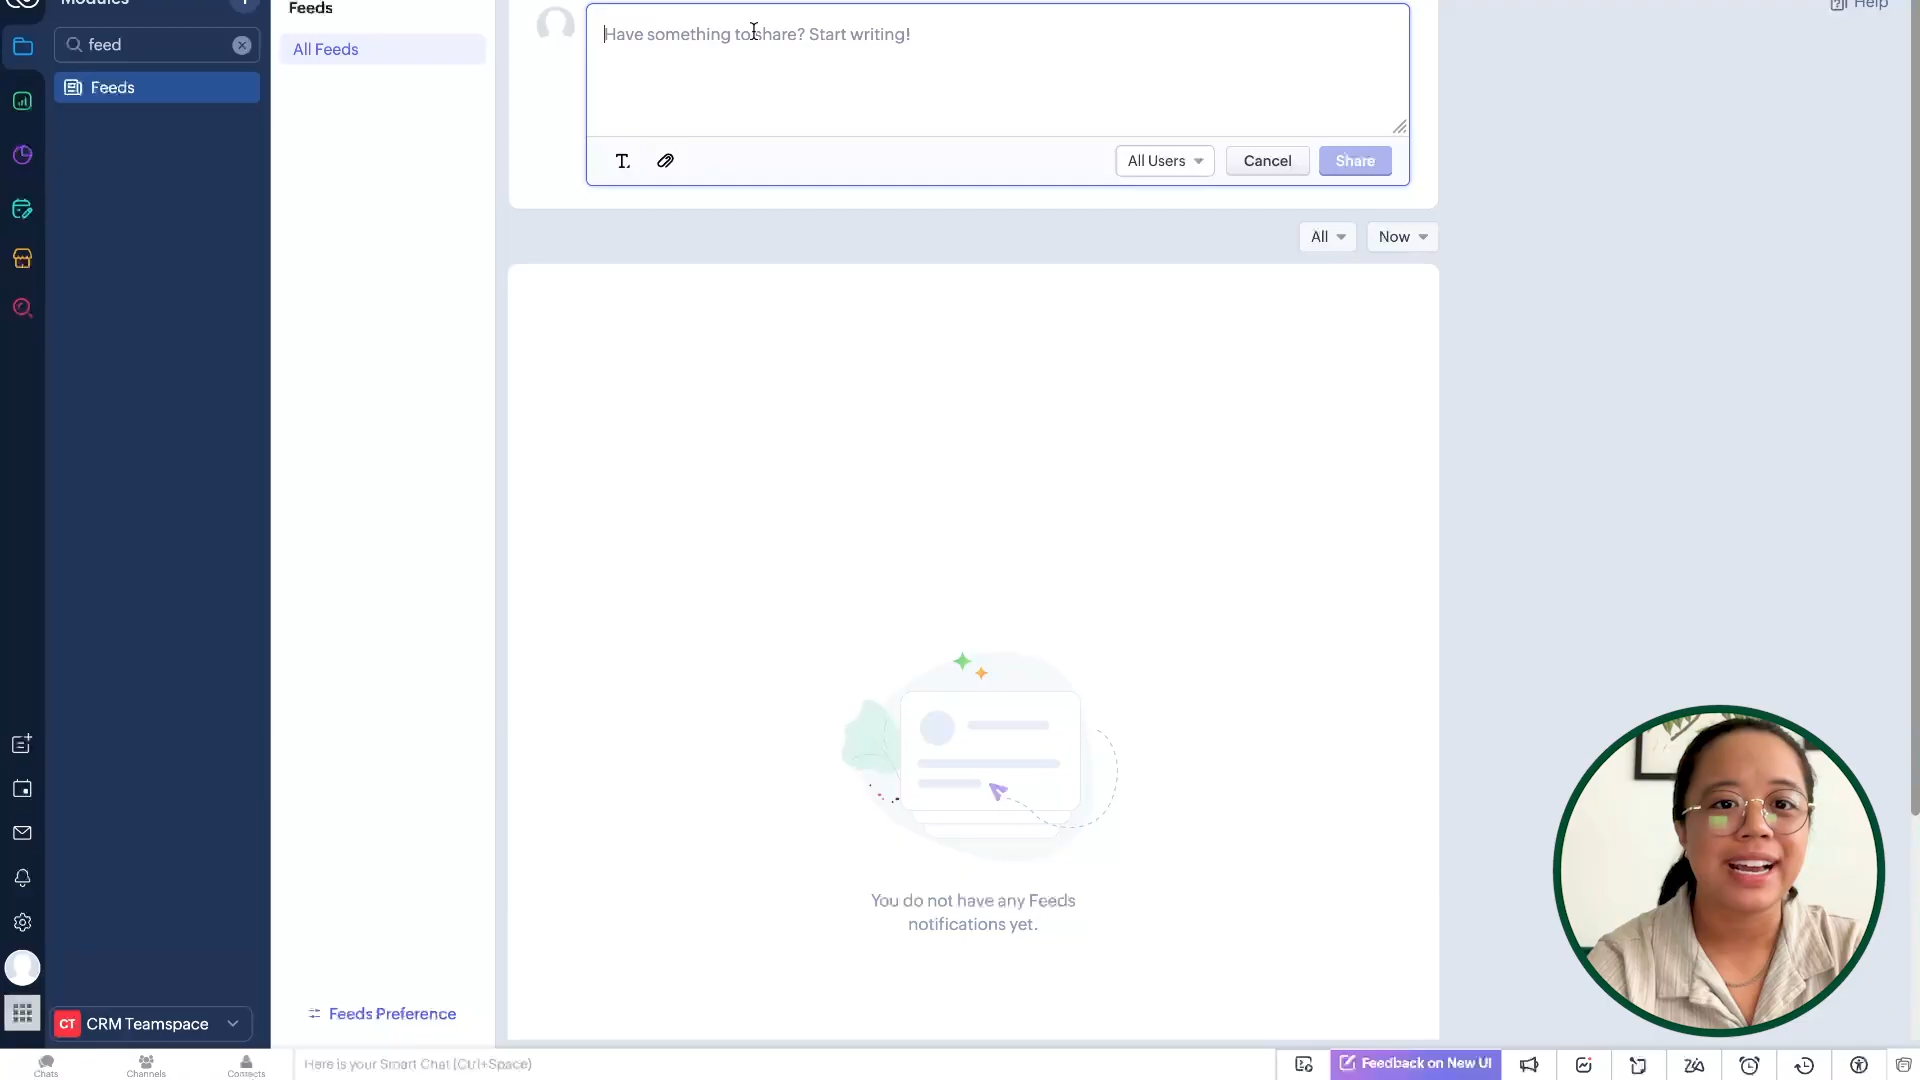 Modules
feed
Feeds
Feeds
All Feeds
Help
Have something to share? Start writing!
T.
All Users
Cancel
Share
All
Now
You do not have any Feeds
notifications yet.
Feeds Preference
CT
CRM Teamspace
Chats
Channels
Contacts
Here is your Smart Chat (Ctrl+Space)
Feedback on New UI